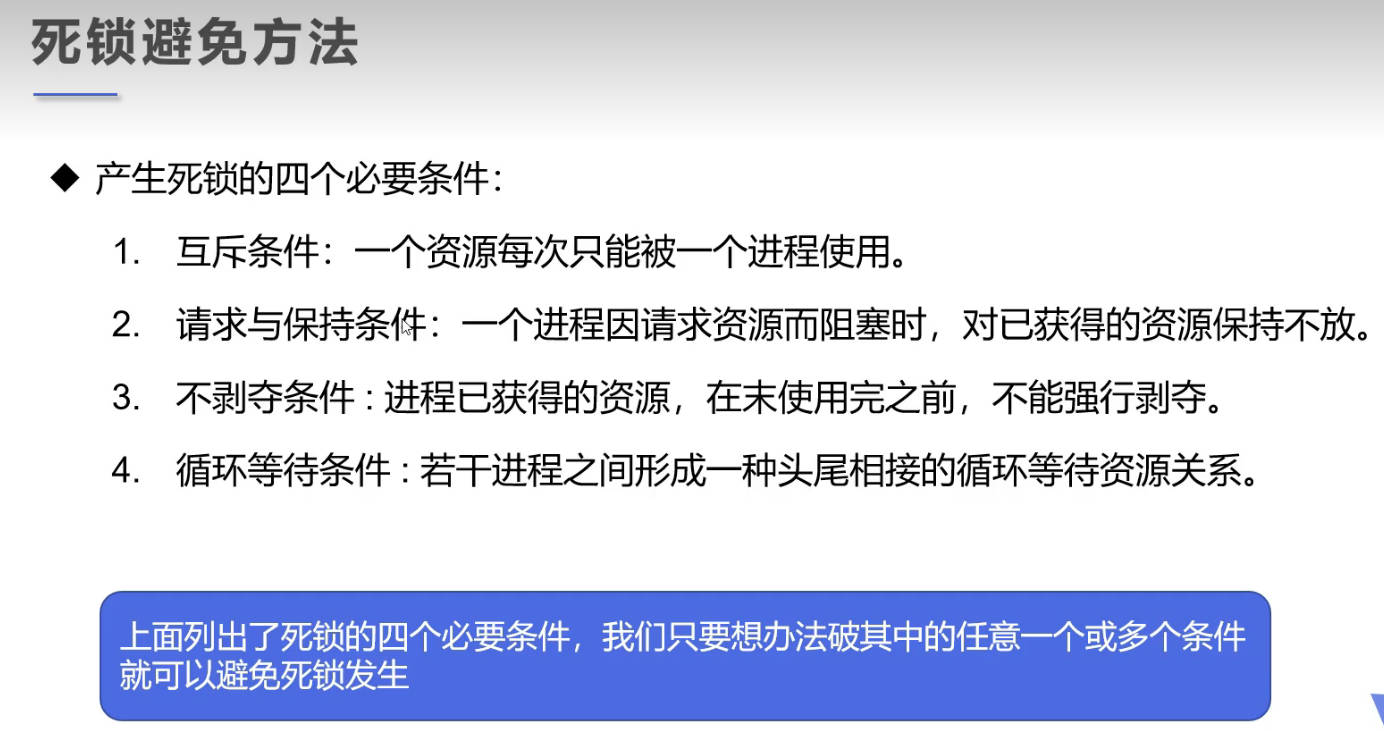 死锁避免方法
◆ 产生死锁的四个必要条件：
1. 互斥条件：一个资源每次只能被一个进程使用。
2. 请求与保持条件：一个进程因请求资源而阻塞时，对已获得的资源保持不放。
3. 不剥夺条件 : 进程已获得的资源，在末使用完之前，不能强行剥夺。
4. 循环等待条件 : 若干进程之间形成一种头尾相接的循环等待资源关系。
上面列出了死锁的四个必要条件，我们只要想办法破其中的任意一个或多个条件
就可以避免死锁发生